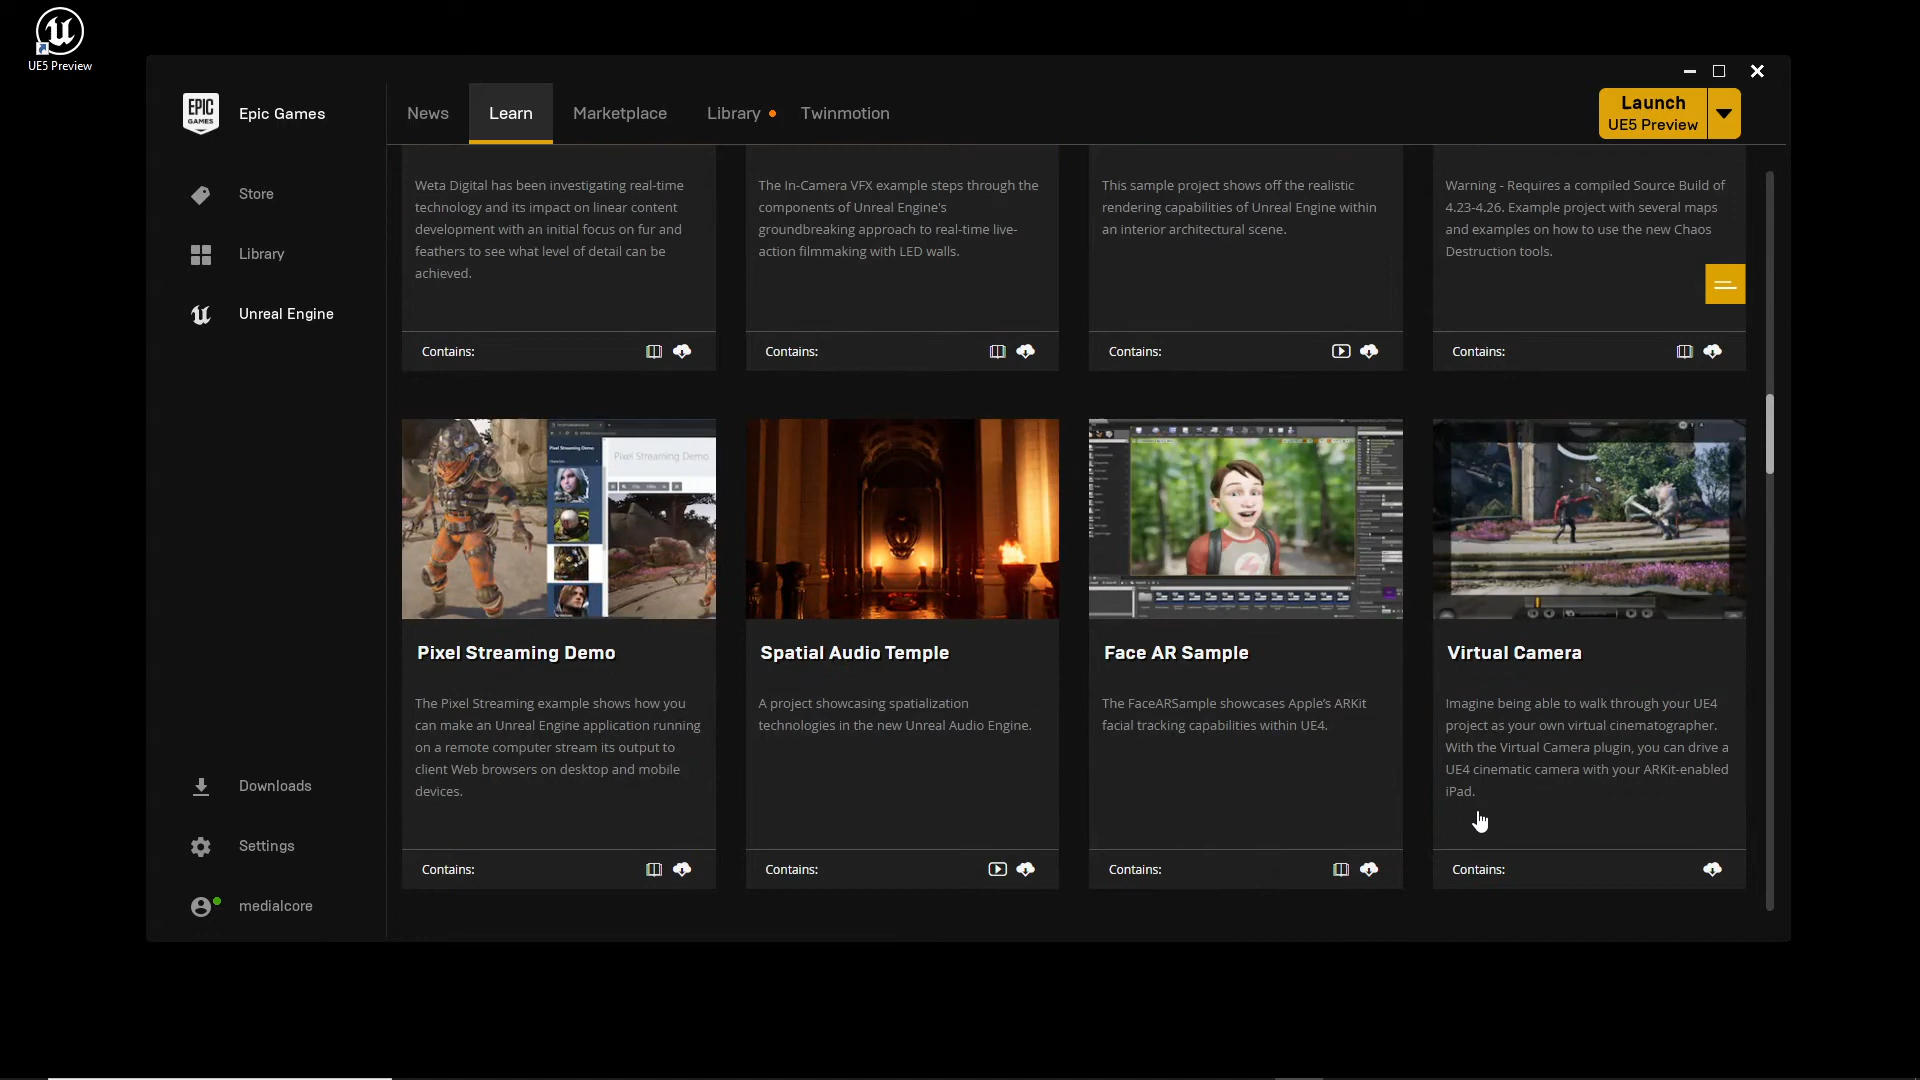 UE5 Preview
EPIC
GAMES
Epic Games
News
Learn
Marketplace
Library
Twinmotion
Launch
UE5 Preview
Store
Library
Unreal Engine
Downloads
Settings
medialcore
Weta Digital has been investigating real-time
technology and its impact on linear content
development with an initial focus on fur and
feathers to see what level of detail can be
achieved.
Contains:
The In-Camera VFX example steps through the
components of Unreal Engine's
groundbreaking approach to real-time live-
action filmmaking with LED walls.
Contains:
This sample project shows off the realistic
rendering capabilities of Unreal Engine within
an interior architectural scene.
Contains:
Warning - Requires a compiled Source Build of
4.23-4.26. Example project with several maps
and examples on how to use the new Chaos
Destruction tools.
Contains:
Pixel Streaming Demo
Pixel Streaming Demo
Pixel Streaming Demo
The Pixel Streaming example shows how you
can make an Unreal Engine application running
on a remote computer stream its output to
client Web browsers on desktop and mobile
devices.
Contains:
Spatial Audio Temple
A project showcasing spatialization
technologies in the new Unreal Audio Engine.
Contains:
Face AR Sample
The FaceARSample showcases Apple's ARKit
facial tracking capabilities within UE4.
Contains:
Virtual Camera
Imagine being able to walk through your UE4
project as your own virtual cinematographer.
With the Virtual Camera plugin, you can drive a
UE4 cinematic camera with your ARKit-enabled
iPad.
Contains: